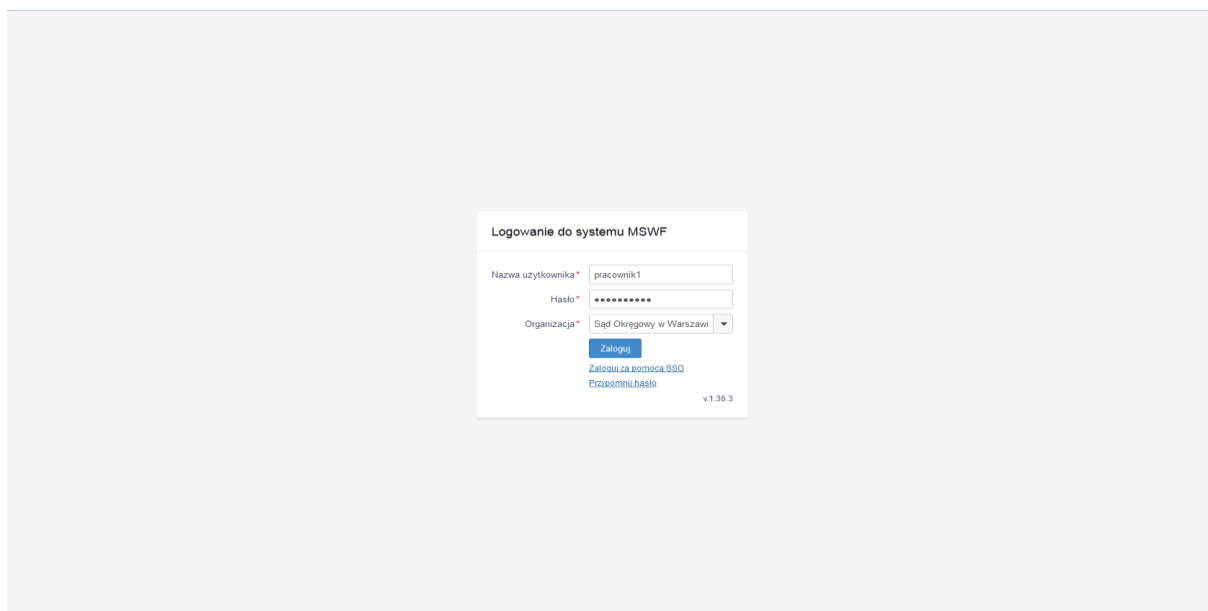 Logowanie do systemu MSWF
Nazwa użytkownika* pracownik1
Hasło* ●●●●●●●●●●
Organizacja* Sąd Okręgowy w Warszawi
Zaloguj
Zaloguj za pomocą SSO
Przypomnij hasło
v.1.36.3